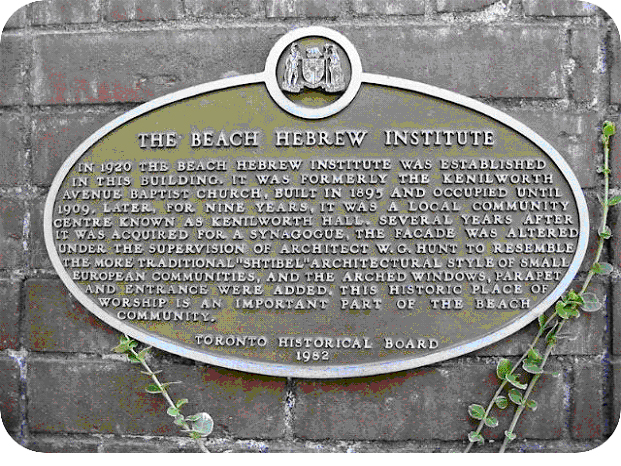 THE BEACH HEBREW INSTITUTE
IN 1920 THE BEACH HEBREW INSTITUTE WAS ESTABLISHED
IN THIS BUILDING. IT WAS FORMERLY THE KENILWORTH
AVENUE BAPTIST CHURCH, BUILT IN 1895 AND OCCUPIED UNTIL
1909. LATER, FOR NINE YEARS, IT WAS A LOCAL COMMUNITY
CENTRE KNOWN AS KENILWORTH HALL. SEVERAL YEARS AFTER
IT WAS ACQUIRED FOR A SYNAGOGUE, THE FACADE WAS ALTERED
UNDER THE SUPERVISION OF ARCHITECT W.G. HUNT TO RESEMBLE
THE MORE TRADITIONAL "SHTIBEL" ARCHITECTURAL STYLE OF SMALL
EUROPEAN COMMUNITIES, AND THE ARCHED WINDOWS, PARAPET
AND ENTRANCE WERE ADDED. THIS HISTORIC PLACE OF
WORSHIP IS AN IMPORTANT PART OF THE BEACH
COMMUNITY.
TORONTO HISTORICAL BOARD
1982